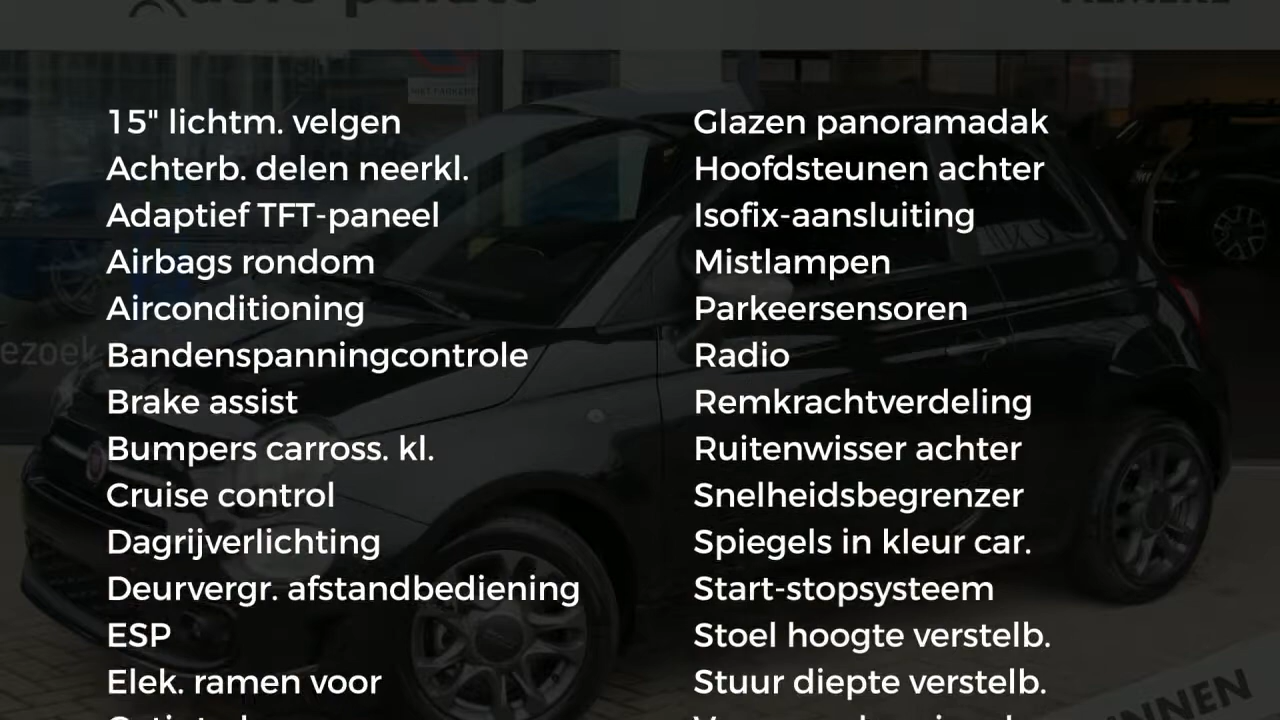 15" lichtm. velgen
Achterb. delen neerkl.
Adaptief TFT-paneel
Airbags rondom
Airconditioning
Bandenspanningcontrole
Brake assist
Bumpers carross. kl.
Cruise control
Dagrijverlichting
Deurvergr. afstandbediening
ESP
Elek. ramen voor
Glazen panoramadak
Hoofdsteunen achter
Isofix-aansluiting
Mistlampen
Parkeersensoren
Radio
Remkrachtverdeling
Ruitenwisser achter
Snelheidsbegrenzer
Spiegels in kleur car.
Start-stopsysteem
Stoel hoogte verstelb.
Stuur diepte verstelb.